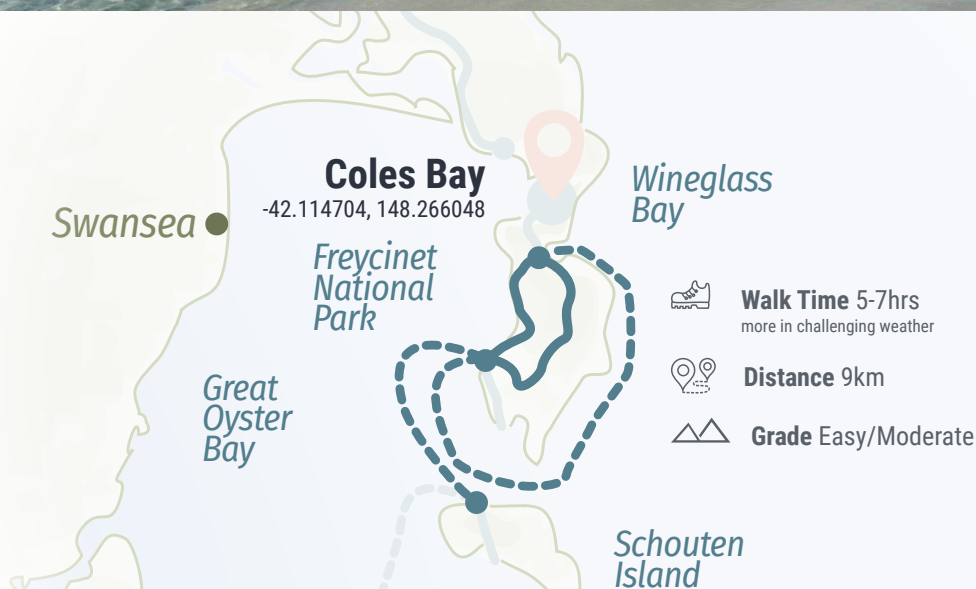 Coles Bay
-42.114704, 148.266048
Wineglass
Bay
Swansea
Freycinet
National
Park
Walk Time 5-7hrs
more in challenging weather
Distance 9km
Great
Oyster
Bay
Grade Easy/Moderate
Schouten
Island